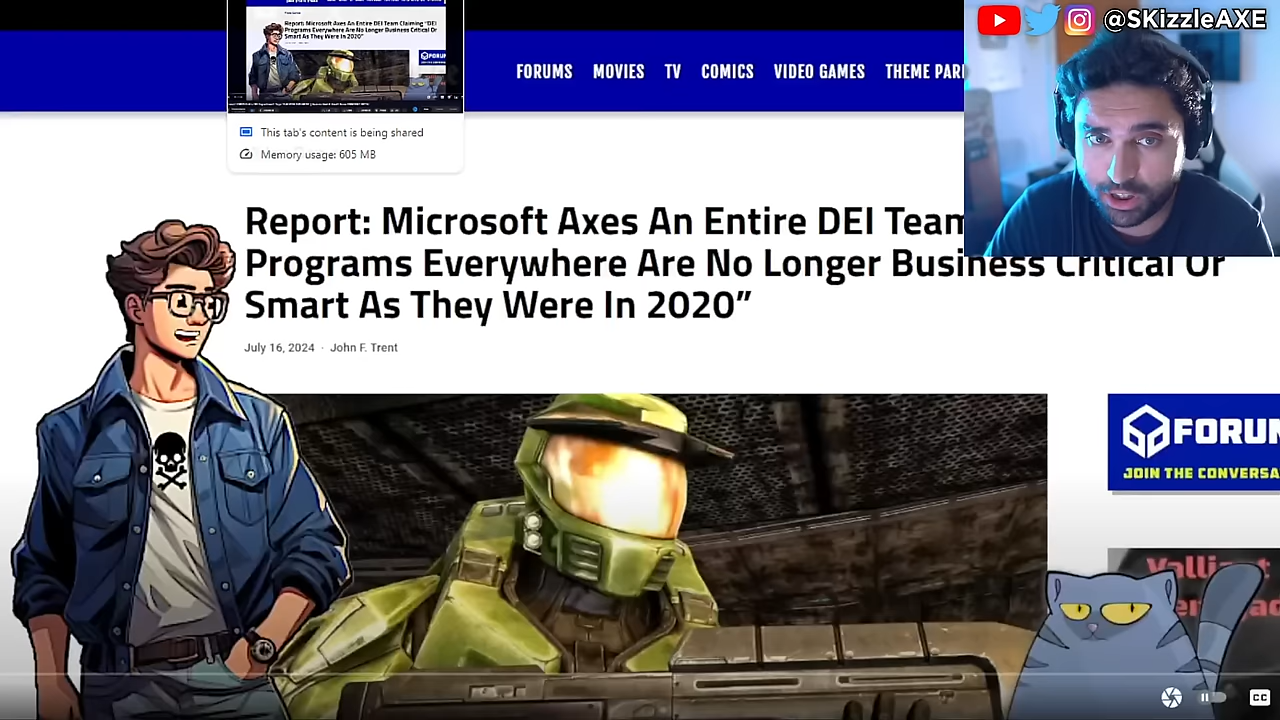 Report: Microsoft Axes An Entire DEI Team Claiming "DEI
Programs Everywhere Are No Longer Business Critical Or
Smart As They Were In 2020"
@SKizzleAXE
FORUMS MOVIES TV COMICS VIDEO GAMES THEME PAR
This tab's content is being shared
Memory usage: 605 MB
Report: Microsoft Axes An Entire DEI Team
Programs Everywhere Are No Longer Business Critical Or
Smart As They Were In 2020”
July 16, 2024 · John F. Trent
FORUM
JOIN THE CONVERSA
CC